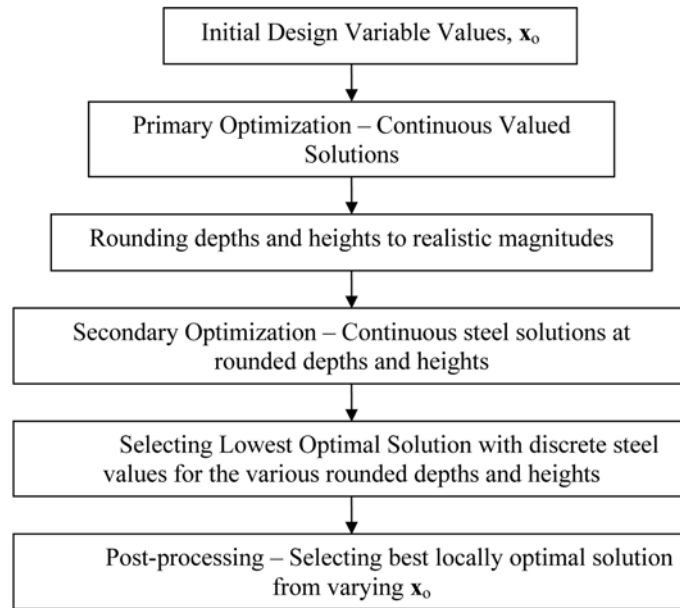 Initial Design Variable Values, xo
Primary Optimization – Continuous Valued
Solutions
Rounding depths and heights to realistic magnitudes
Secondary Optimization – Continuous steel solutions at
rounded depths and heights
Selecting Lowest Optimal Solution with discrete steel
values for the various rounded depths and heights
Post-processing – Selecting best locally optimal solution
from varying xo